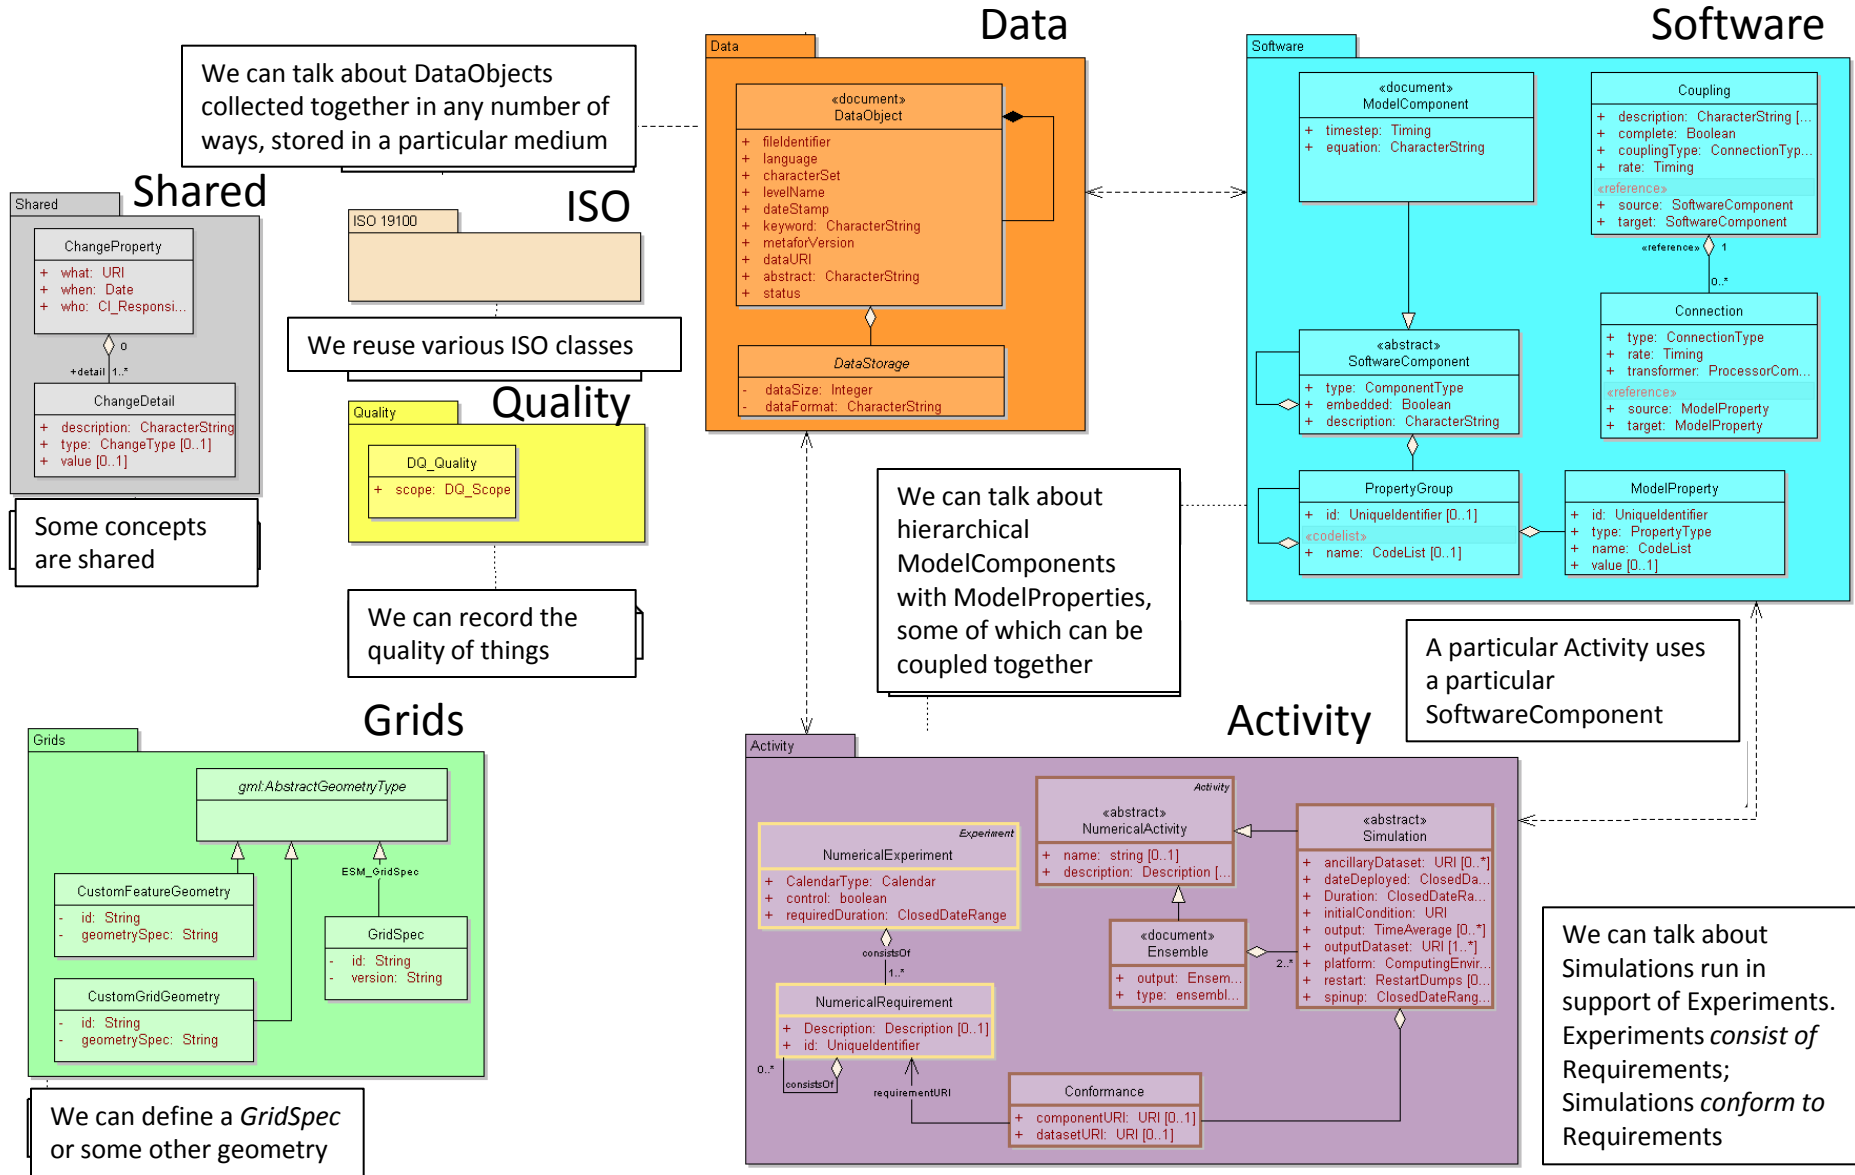 Data
Software
Data
Software
We can talk about DataObjects
collected together in any number of
ways, stored in a particular medium
«document»
DataObject
+ fileIdentifier
+ language
+ characterSet
+ levelName
+ dateStamp
+ keyword: CharacterString
+ metaforVersion
+ dataURI
+ abstract: CharacterString
+ status
DataStorage
- dataSize: Integer
- dataFormat: CharacterString
«document»
ModelComponent
+ timestep: Timing
+ equation: CharacterString
Coupling
+ description: CharacterString [...
+ complete: Boolean
+ couplingType: ConnectionTyp...
+ rate: Timing
«reference»
+ source: SoftwareComponent
+ target: SoftwareComponent
«reference» 1
0..*
Connection
+ type: ConnectionType
+ rate: Timing
+ transformer: ProcessorCom...
«reference»
+ source: ModelProperty
+ target: ModelProperty
«abstract»
SoftwareComponent
+ type: ComponentType
+ embedded: Boolean
+ description: CharacterString
PropertyGroup
+ id: UniqueIdentifier [0..1]
«codelist»
+ name: CodeList [0..1]
ModelProperty
+ id: UniqueIdentifier
+ type: PropertyType
+ name: CodeList
+ value [0..1]
Shared
Shared
ChangeProperty
+ what: URI
+ when: Date
+ who: CI_Responsi...
0
+detail 1..*
ChangeDetail
+ description: CharacterString
+ type: ChangeType [0..1]
+ value [0..1]
Some concepts
are shared
ISO
ISO 19100
We reuse various ISO classes
Quality
Quality
DQ_Quality
+ scope: DQ_Scope
We can record the
quality of things
We can talk about
hierarchical
ModelComponents
with ModelProperties,
some of which can be
coupled together
A particular Activity uses
a particular
SoftwareComponent
Grids
Grids
gml:AbstractGeometryType
ESM_GridSpec
CustomFeatureGeometry
- id: String
- geometrySpec: String
GridSpec
- id: String
- version: String
CustomGridGeometry
- id: String
- geometrySpec: String
We can define a GridSpec
or some other geometry
Activity
Activity
Experiment
NumericalExperiment
+ CalendarType: Calendar
+ control: boolean
+ requiredDuration: ClosedDateRange
consistsOf
1..*
NumericalRequirement
+ Description: Description [0..1]
+ id: UniqueIdentifier
0..*
consistsOf
requirementURI
Activity
«abstract»
NumericalActivity
+ name: string [0..1]
+ description: Description [...
«document»
Ensemble
+ output: Ensem...
+ type: ensembl...
2..*
«abstract»
Simulation
+ ancillaryDataset: URI [0..*]
+ dateDeployed: ClosedDa...
+ Duration: ClosedDateRa...
+ initialCondition: URI
+ output: TimeAverage [0..*]
+ outputDataset: URI [1..*]
+ platform: ComputingEnvir...
+ restart: RestartDumps [0...
+ spinup: ClosedDateRang...
Conformance
+ componentURI: URI [0..1]
+ datasetURI: URI [0..1]
We can talk about
Simulations run in
support of Experiments.
Experiments consist of
Requirements;
Simulations conform to
Requirements